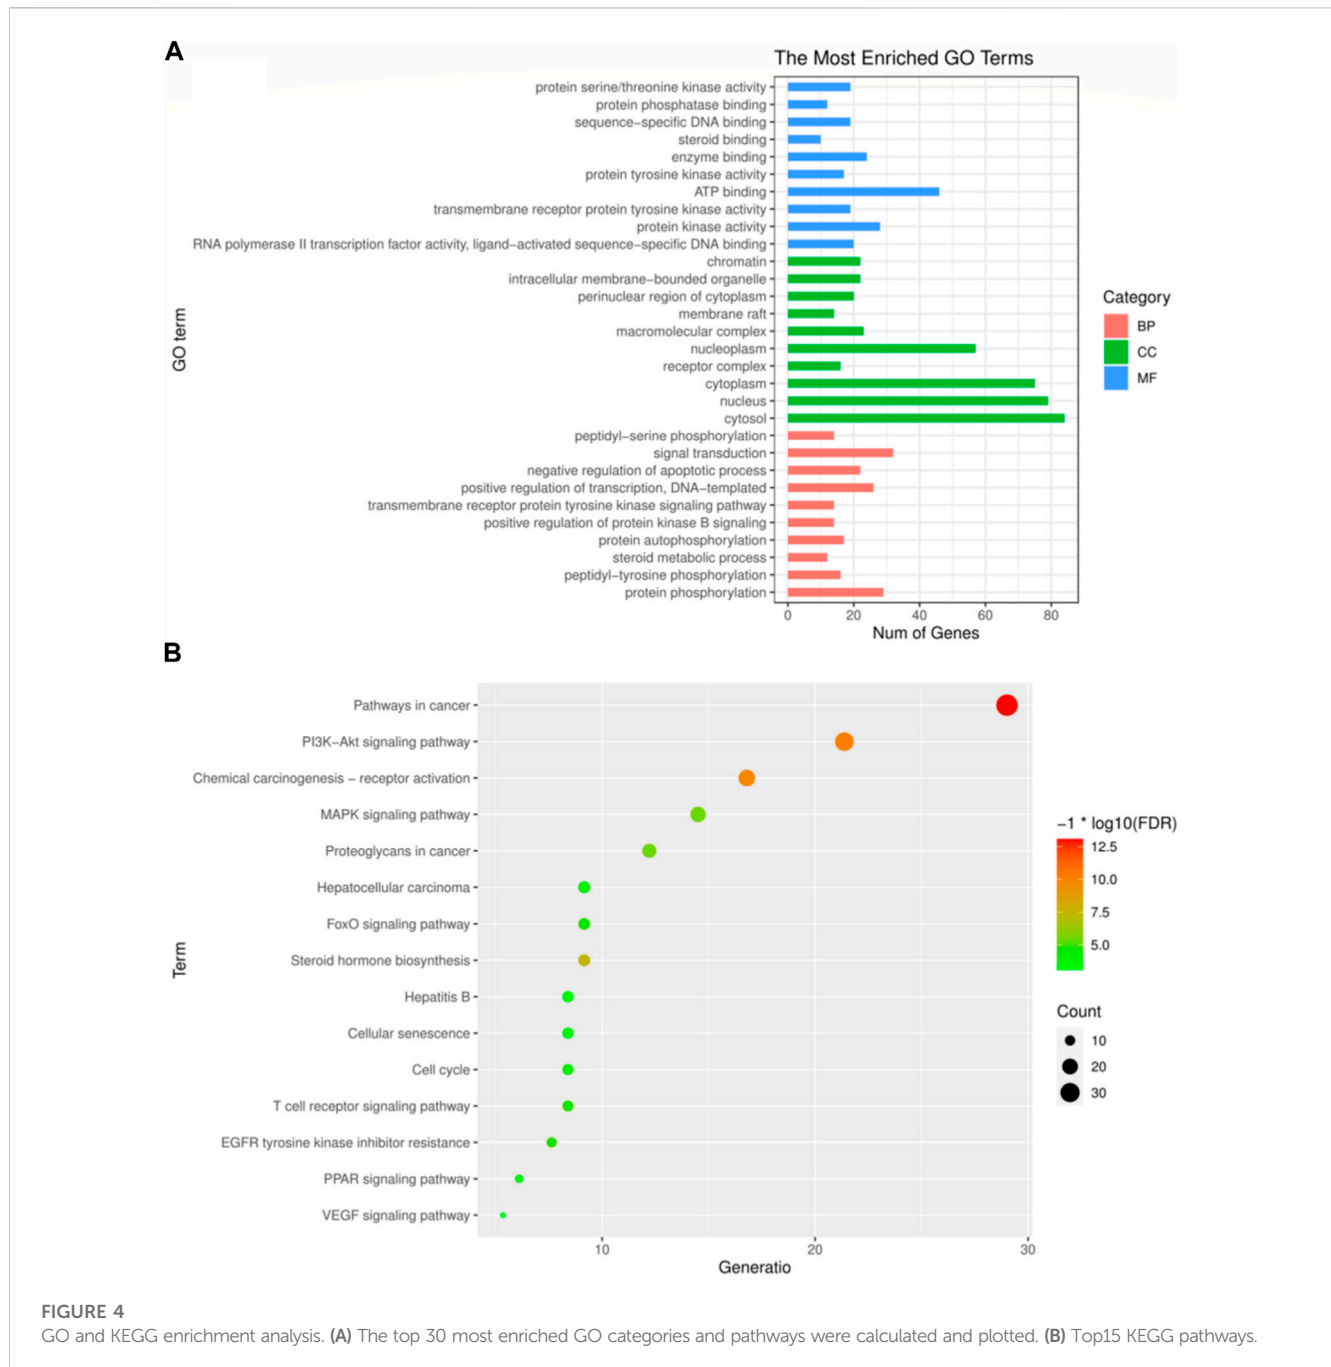 A
The Most Enriched GO Terms
GO term
protein serine/threonine kinase activity
protein phosphatase binding
sequence−specific DNA binding
steroid binding
enzyme binding
protein tyrosine kinase activity
ATP binding
transmembrane receptor protein tyrosine kinase activity
protein kinase activity
RNA polymerase II transcription factor activity, ligand−activated sequence−specific DNA binding
chromatin
intracellular membrane−bounded organelle
perinuclear region of cytoplasm
membrane raft
macromolecular complex
nucleoplasm
receptor complex
cytoplasm
nucleus
cytosol
peptidyl−serine phosphorylation
signal transduction
negative regulation of apoptotic process
positive regulation of transcription, DNA−templated
transmembrane receptor protein tyrosine kinase signaling pathway
positive regulation of protein kinase B signaling
protein autophosphorylation
steroid metabolic process
peptidyl−tyrosine phosphorylation
protein phosphorylation
0 20 40 60 80
Num of Genes
Category
BP
CC
MF
B
Term
Pathways in cancer
PI3K−Akt signaling pathway
Chemical carcinogenesis − receptor activation
MAPK signaling pathway
Proteoglycans in cancer
Hepatocellular carcinoma
FoxO signaling pathway
Steroid hormone biosynthesis
Hepatitis B
Cellular senescence
Cell cycle
T cell receptor signaling pathway
EGFR tyrosine kinase inhibitor resistance
PPAR signaling pathway
VEGF signaling pathway
10 20 30
Generatio
−1 * log10(FDR)
12.5
10.0
7.5
5.0
Count
10
20
30
FIGURE 4
GO and KEGG enrichment analysis. (A) The top 30 most enriched GO categories and pathways were calculated and plotted. (B) Top15 KEGG pathways.